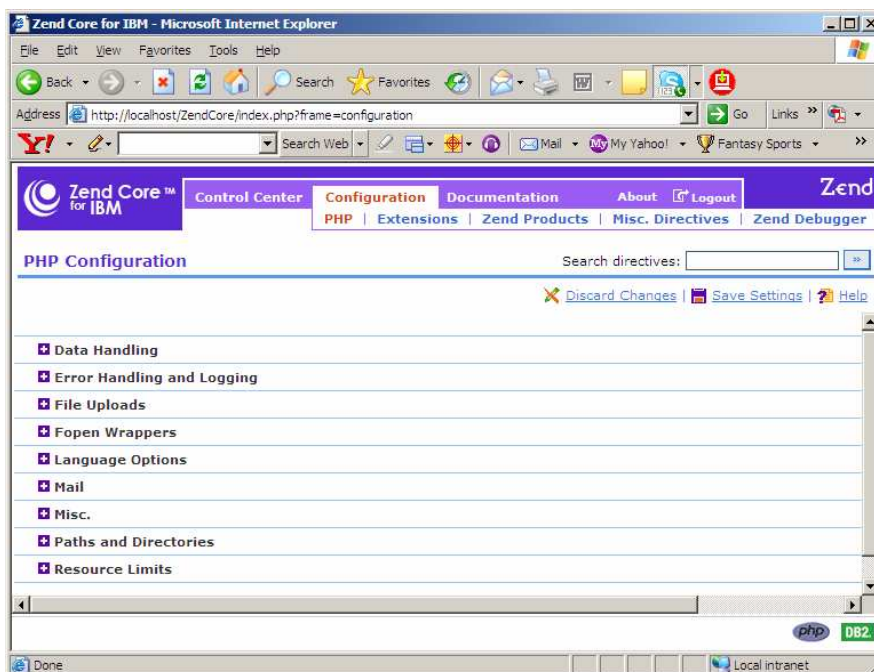 Zend Core for IBM - Microsoft Internet Explorer
File Edit View Favorites Tools Help
Back Search Favorites W 123
Address http://localhost/ZendCore/index.php?frame=configuration Go Links »
Y! Search Web Mail My My Yahoo! Fantasy Sports »
Zend Core ™ for IBM Control Center Configuration Documentation About Logout Zend
PHP | Extensions | Zend Products | Misc. Directives | Zend Debugger
PHP Configuration Search directives: »
Discard Changes | Save Settings | Help
Data Handling
Error Handling and Logging
File Uploads
Fopen Wrappers
Language Options
Mail
Misc.
Paths and Directories
Resource Limits
php DB2.
Done Local intranet